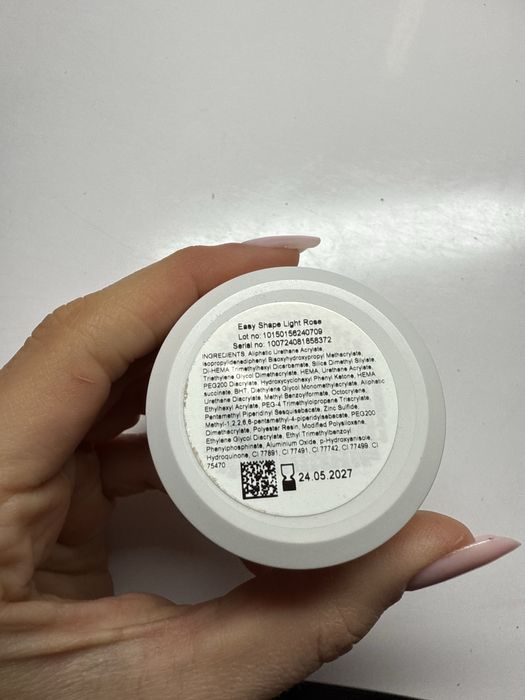 Easy Shape Light Rose
Lot no: 10150156240709
Serial no: 100724081858372
INGREDIENTS: Aliphatic Urethane Acrylate,
Isopropylidenediphenyl Bisoxyhydroxypropyl Methacrylate,
Di-HEMA Trimethylhexyl Dicarbamate, Silica Dimethyl Silylate,
Triethylene Glycol Dimethacrylate, HEMA, Urethane Acrylate,
PEG200 Diacrylate, Hydroxycyclohexyl Phenyl Ketone, HEMA
succinate, BHT, Diethylene Glycol Monomethacrylate, Aliphatic
Urethane Diacrylate, Methyl Benzoylformate, Octocrylene,
Ethylhexyl Acrylate, PEG-4 Trimethylolpropane Triacrylate,
Pentamethyl Piperidinyl Sesquisebacate, Zinc Sulfide,
Methyl-1,2,2,6,6-pentamethyl-4-piperidylsebacate, PEG200
Dimethacrylate, Polyester Resin, Modified Polysiloxane,
Ethylene Glycol Diacrylate, Ethyl Trimethylbenzoyl
Phenylphosphinate, Aluminium Oxide, p-Hydroxyanisole,
Hydroquinone, CI 77891, CI 77491, CI 77742, CI 77499, CI
75470
24.05.2027